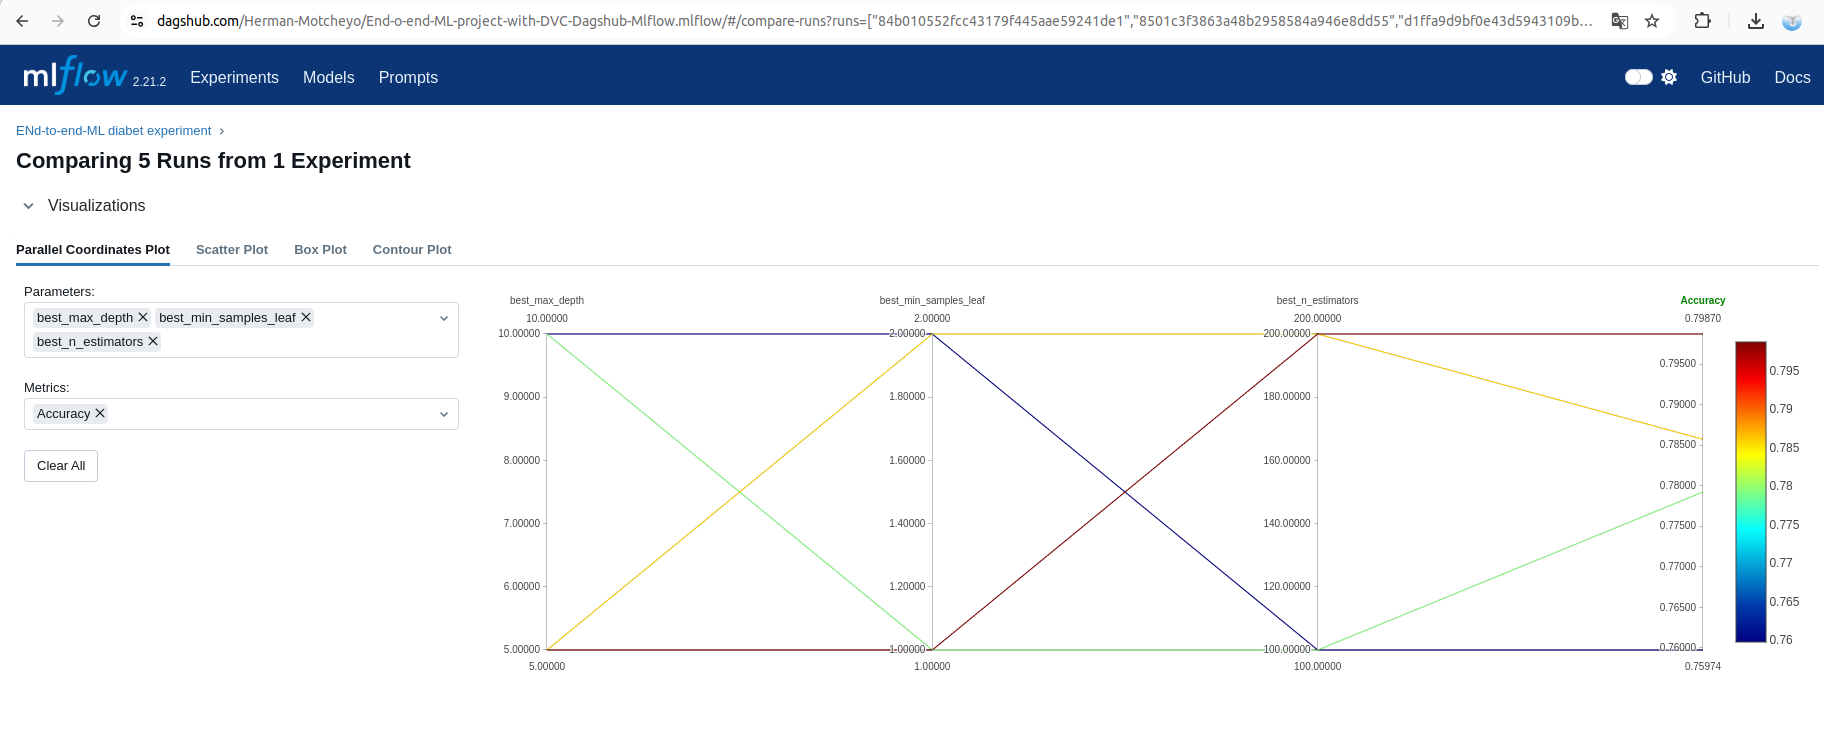 dagshub.com/Herman-Motcheyo/End-o-end-ML-project-with-DVC-Dagshub-Mlflow.mlflow/#/compare-runs?runs=["84b010552fcc43179f445aae59241de1","8501c3f3863a48b2958584a946e8dd55","d1ffa9d9bf0e43d5943109b...
mlflow 2.21.2 Experiments Models Prompts GitHub Docs
ENd-to-end-ML diabet experiment ›
Comparing 5 Runs from 1 Experiment
Visualizations
Parallel Coordinates Plot Scatter Plot Box Plot Contour Plot
Parameters:
best_max_depth × best_min_samples_leaf ×
best_n_estimators ×
Metrics:
Accuracy ×
Clear All
best_max_depth best_min_samples_leaf best_n_estimators Accuracy
10.00000 2.00000 200.00000 0.79870
10.00000
9.00000
8.00000
7.00000
6.00000
5.00000
2.00000
1.80000
1.60000
1.40000
1.20000
1.00000
200.00000
180.00000
160.00000
140.00000
120.00000
100.00000
0.79500
0.79000
0.78500
0.78000
0.77500
0.77000
0.76500
0.76000
5.00000 1.00000 100.00000 0.75974
0.795
0.79
0.785
0.78
0.775
0.77
0.765
0.76